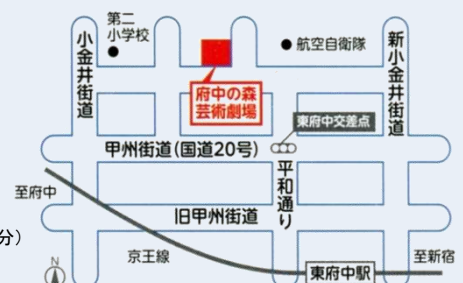 第二
小学校
小金井街道
航空自衛隊
新小金井街道
府中の森
芸術劇場
東府中交差点
甲州街道(国道20号)
平和通り
至府中
旧甲州街道
分)
京王線
至新宿
東府中駅
N